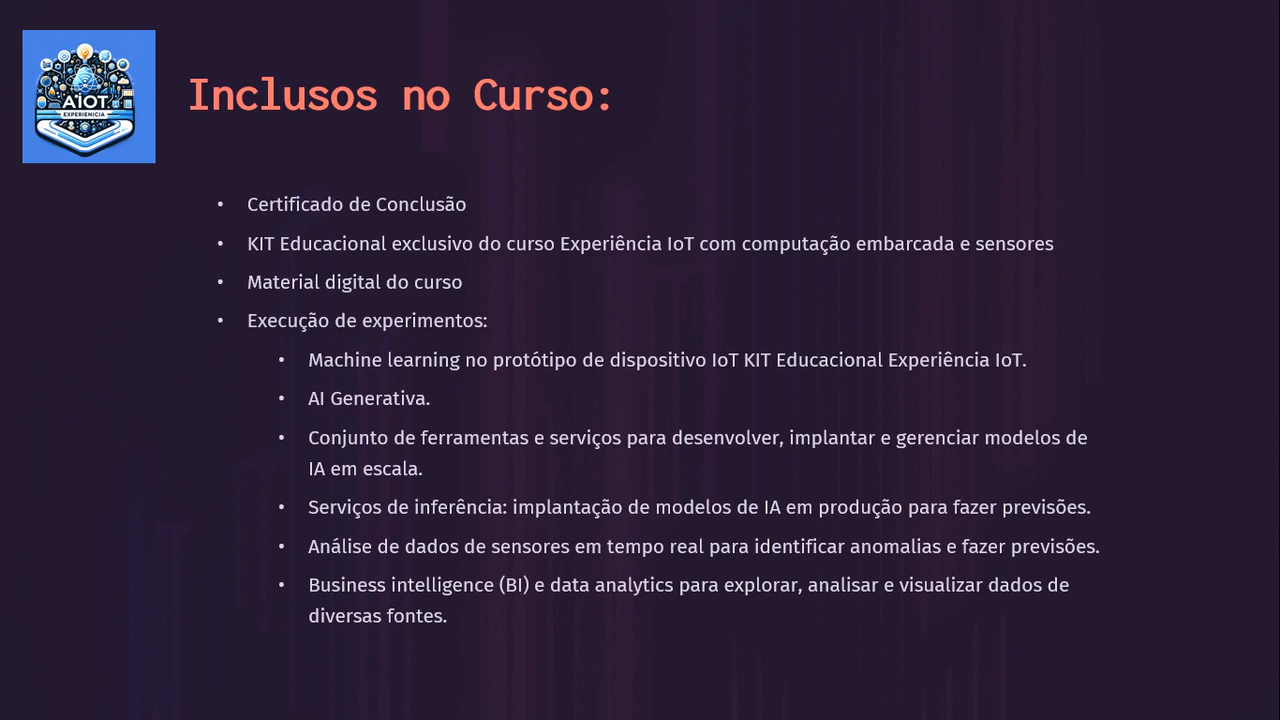 AiOT
EXPERIENICIA
Inclusos no Curso:
• Certificado de Conclusão
• KIT Educacional exclusivo do curso Experiência IoT com computação embarcada e sensores
• Material digital do curso
• Execução de experimentos:
• Machine learning no protótipo de dispositivo IoT KIT Educacional Experiência IoT.
• AI Generativa.
• Conjunto de ferramentas e serviços para desenvolver, implantar e gerenciar modelos de
IA em escala.
• Serviços de inferência: implantação de modelos de IA em produção para fazer previsões.
• Análise de dados de sensores em tempo real para identificar anomalias e fazer previsões.
• Business intelligence (BI) e data analytics para explorar, analisar e visualizar dados de
diversas fontes.